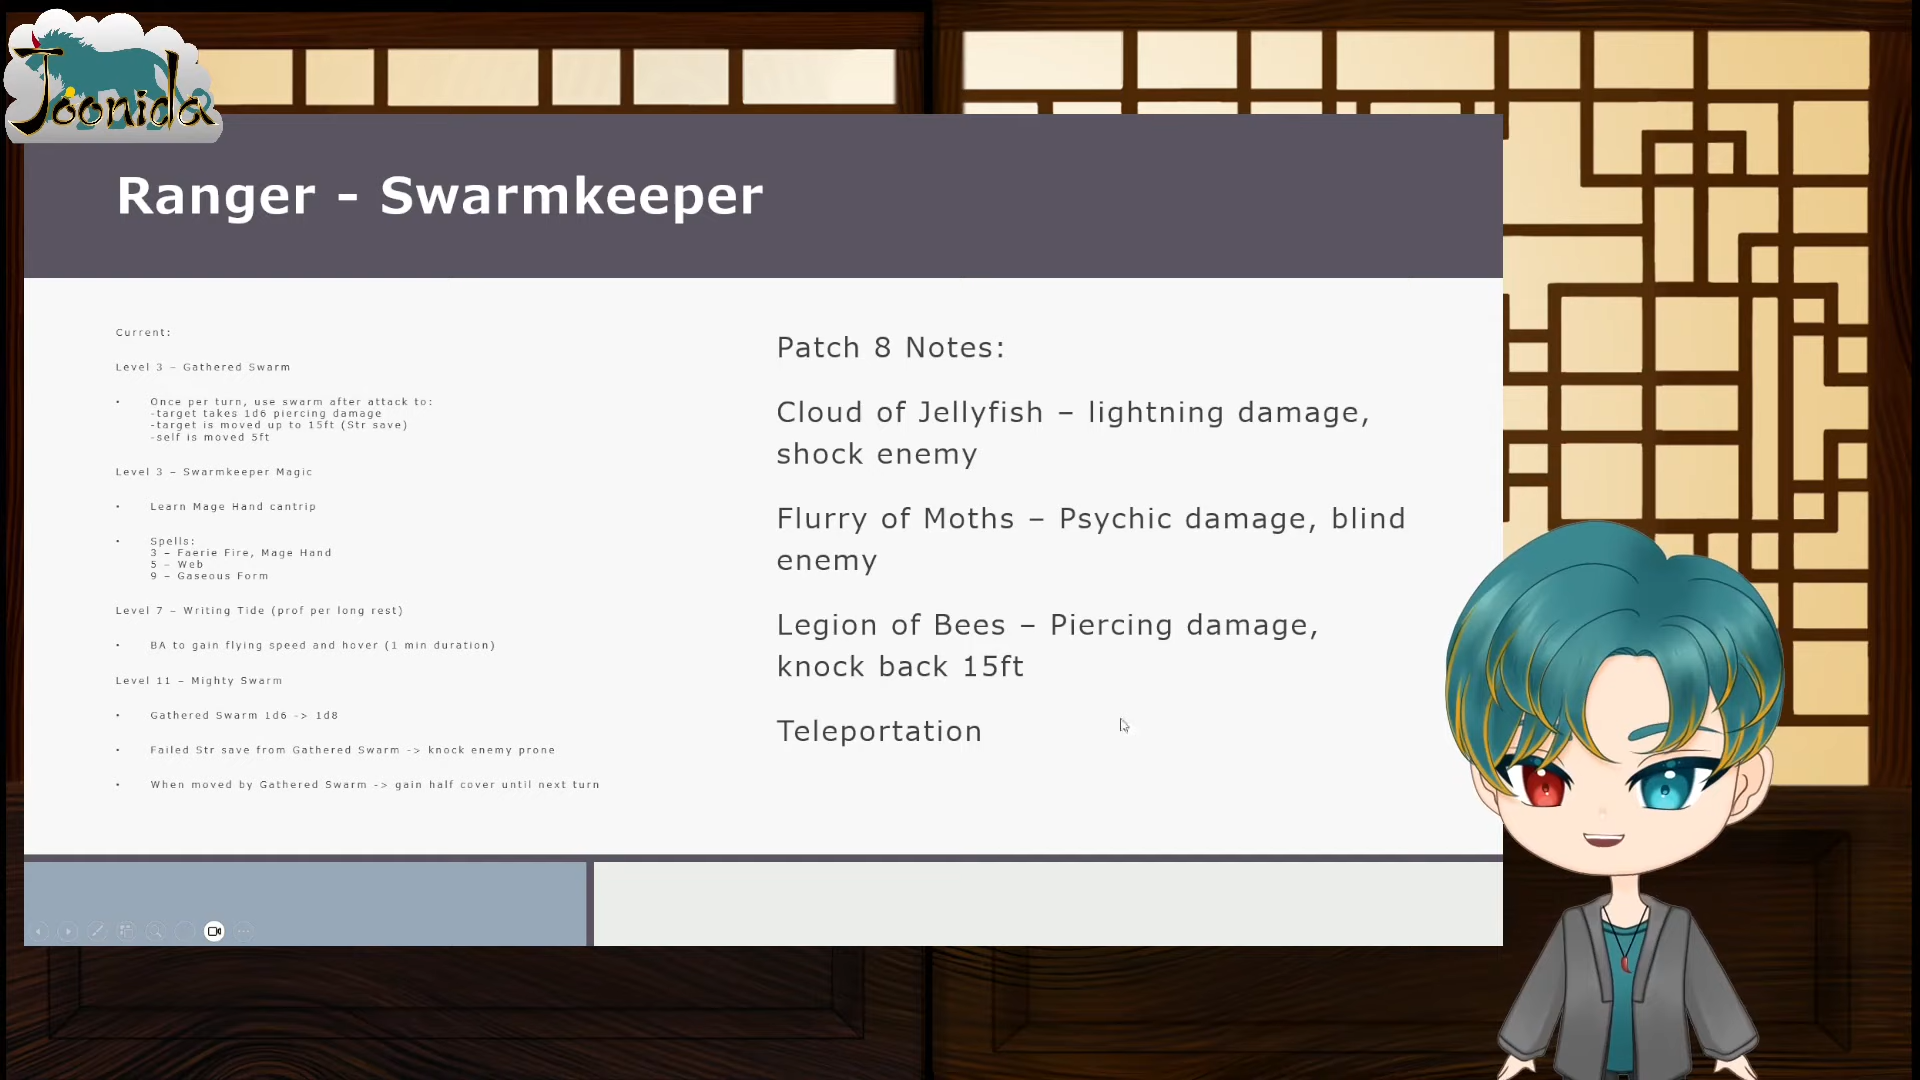 Joonida
Ranger - Swarmkeeper
Current:
Level 3 – Gathered Swarm
• Once per turn, use swarm after attack to:
-target takes 1d6 piercing damage
-target is moved up to 15ft (Str save)
-self is moved 5ft
Level 3 – Swarmkeeper Magic
• Learn Mage Hand cantrip
• Spells:
3 – Faerie Fire, Mage Hand
5 – Web
9 – Gaseous Form
Level 7 – Writing Tide (prof per long rest)
• BA to gain flying speed and hover (1 min duration)
Level 11 – Mighty Swarm
• Gathered Swarm 1d6 -> 1d8
• Failed Str save from Gathered Swarm -> knock enemy prone
• When moved by Gathered Swarm -> gain half cover until next turn
Patch 8 Notes:
Cloud of Jellyfish – lightning damage,
shock enemy
Flurry of Moths – Psychic damage, blind
enemy
Legion of Bees – Piercing damage,
knock back 15ft
Teleportation